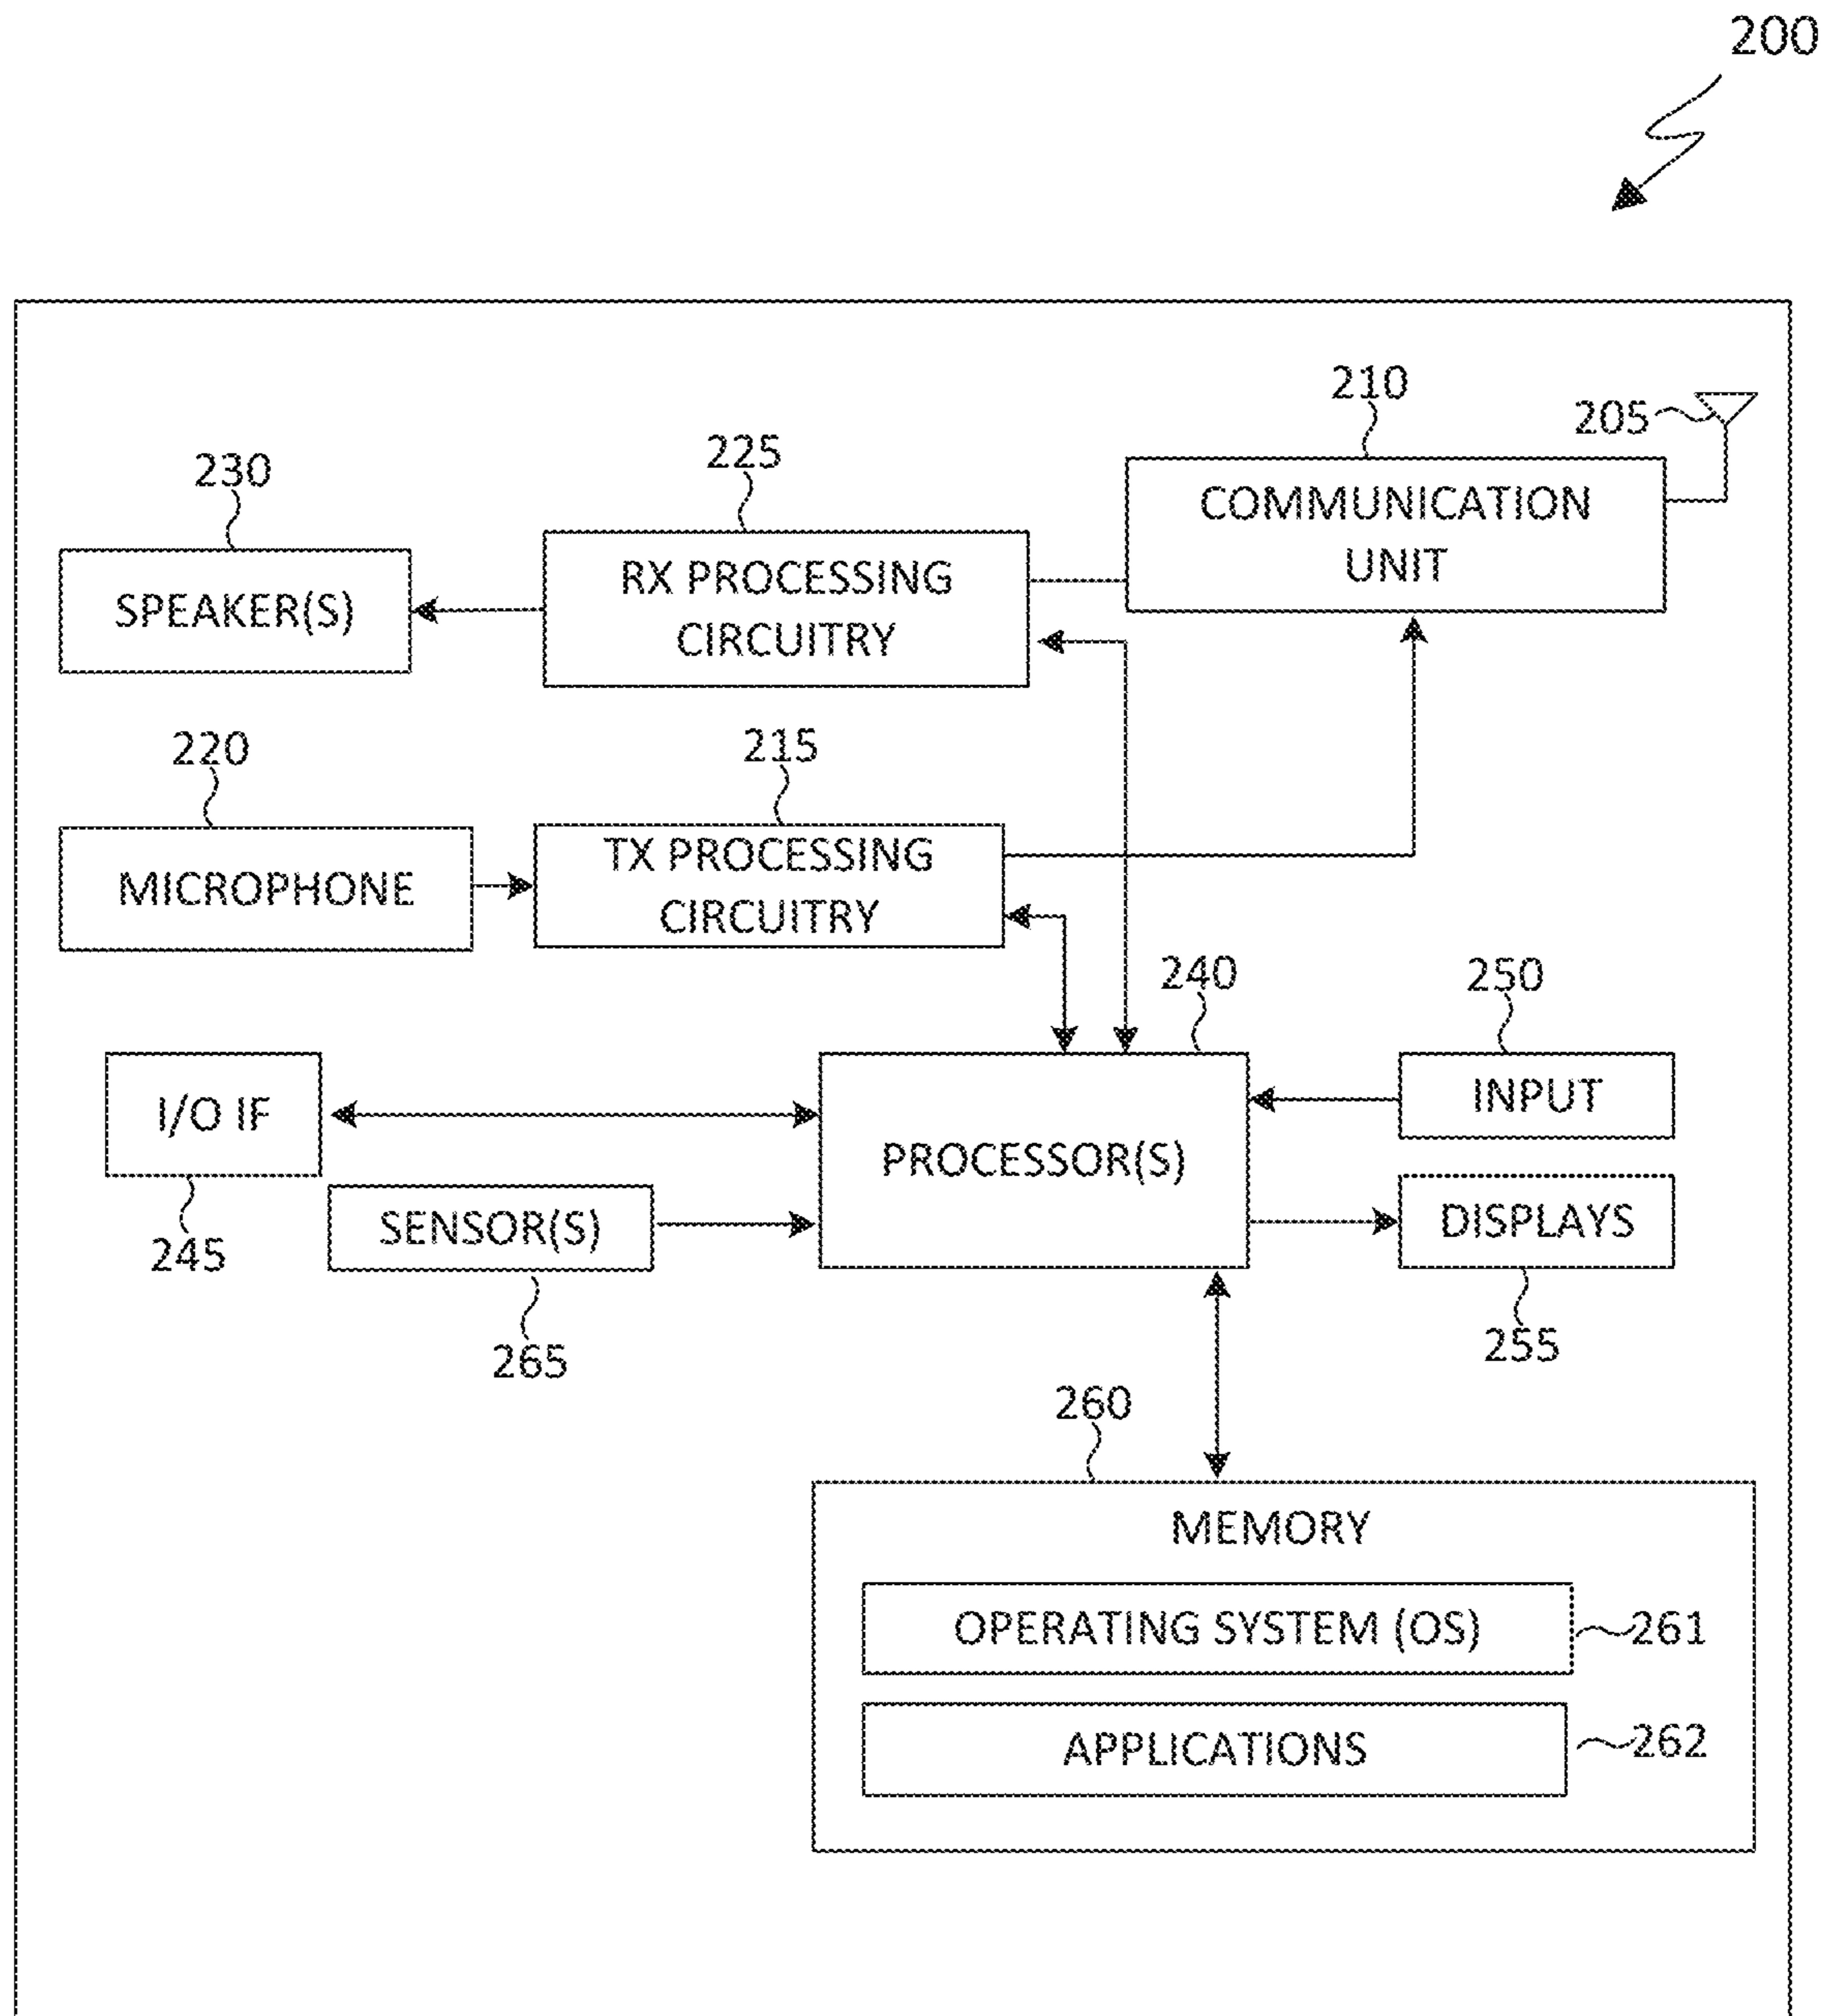 200
210
205
225
230
COMMUNICATION
UNIT
RX PROCESSING
CIRCUITRY
SPEAKER(S)
220
215
TX PROCESSING
CIRCUITRY
MICROPHONE
240
250
I/O IF
INPUT
PROCESSOR(S)
SENSOR(S)
DISPLAYS
245
265
255
260
MEMORY
OPERATING SYSTEM (OS)
261
APPLICATIONS
262